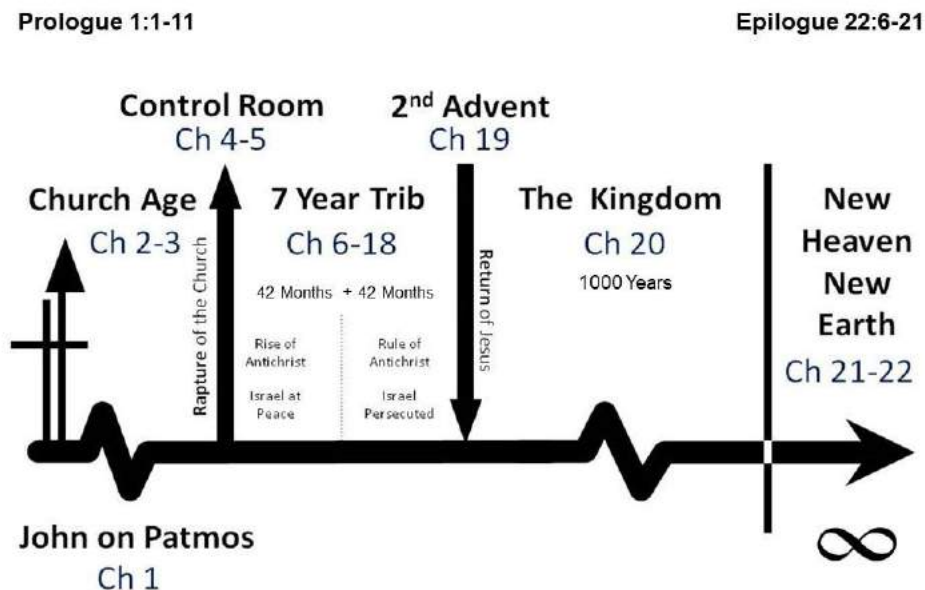 Prologue 1:1-11
Epilogue 22:6-21
Control Room
Ch 4-5
2nd Advent
Ch 19
Church Age
Ch 2-3
Rapture of the Church
7 Year Trib
Ch 6-18
42 Months + 42 Months
Rise of
Antichrist
Israel at
Peace
Rule of
Antichrist
Israel
Persecuted
Return of Jesus
The Kingdom
Ch 20
1000 Years
New
Heaven
New
Earth
Ch 21-22
John on Patmos
Ch 1
∞